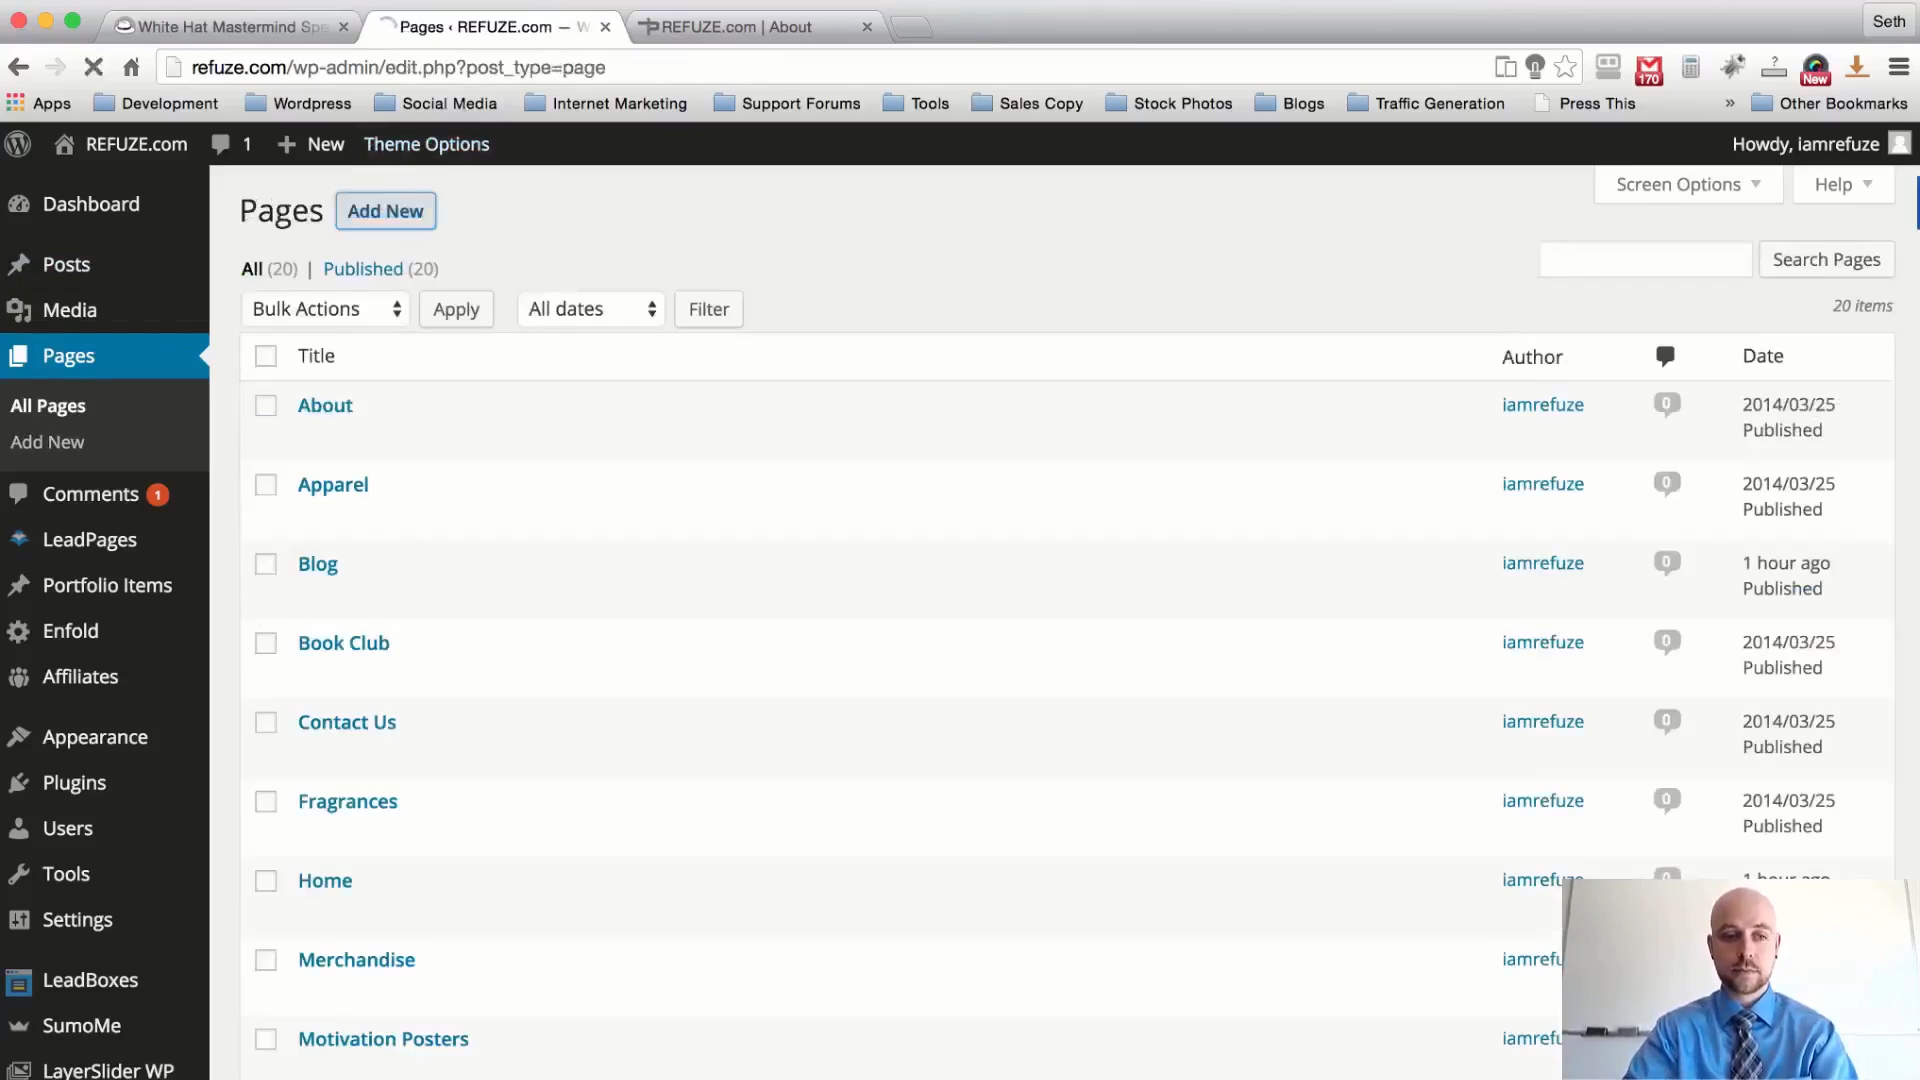 White Hat Mastermind Spe
Pages ‹ REFUZE.com — W
REFUZE.com | About
Seth
refuze.com/wp-admin/edit.php?post_type=page
170
?
New
Apps
Development
Wordpress
Social Media
Internet Marketing
Support Forums
Tools
Sales Copy
Stock Photos
Blogs
Traffic Generation
Press This
»
Other Bookmarks
REFUZE.com
1
+ New
Theme Options
Howdy, iamrefuze
Dashboard
Posts
Media
Pages
All Pages
Add New
Comments 1
LeadPages
Portfolio Items
Enfold
Affiliates
Appearance
Plugins
Users
Tools
Settings
LeadBoxes
SumoMe
LayerSlider WP
Screen Options
Help
Pages Add New
All (20) | Published (20)
Search Pages
Bulk Actions
Apply
All dates
Filter
20 items
Title Author Date
About iamrefuze 0 2014/03/25
Published
Apparel iamrefuze 0 2014/03/25
Published
Blog iamrefuze 0 1 hour ago
Published
Book Club iamrefuze 0 2014/03/25
Published
Contact Us iamrefuze 0 2014/03/25
Published
Fragrances iamrefuze 0 2014/03/25
Published
Home iamrefu 1 hour ago
Merchandise iamrefu
Motivation Posters iamrefu